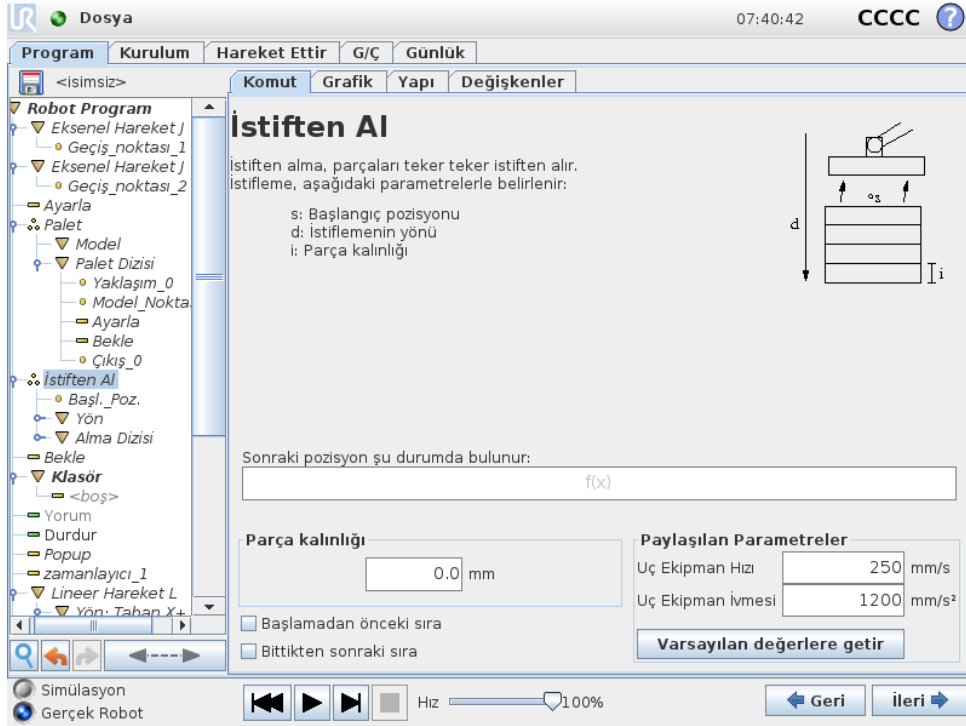 UR Dosya 07:40:42 CCCC ?
Program Kurulum Hareket Ettir G/Ç Günlük
<isimsiz>
Komut Grafik Yapı Değişkenler
Robot Program
Eksenel Hareket J
Geçiş_noktası_1
Eksenel Hareket J
Geçiş_noktası_2
Ayarla
Palet
Model
Palet Dizisi
Yaklaşım_0
Model_Nokta
Ayarla
Bekle
Çıkış_0
İstiften Al
Başl._Poz.
Yön
Alma Dizisi
Bekle
Klasör
<boş>
Yorum
Durdur
Popup
zamanlayıcı_1
Lineer Hareket L
Yön: Taban X+
İstiften Al
İstiften alma, parçaları teker teker istiften alır.
İstifleme, aşağıdaki parametrelerle belirlenir:
s: Başlangıç pozisyonu
d: İstiflemenin yönü
i: Parça kalınlığı
s
d
i
Sonraki pozisyon şu durumda bulunur:
f(x)
Parça kalınlığı
0.0 mm
Başlamadan önceki sıra
Bittikten sonraki sıra
Paylaşılan Parametreler
Uç Ekipman Hızı 250 mm/s
Uç Ekipman İvmesi 1200 mm/s²
Varsayılan değerlere getir
Simülasyon
Gerçek Robot
Hız 100%
Geri İleri